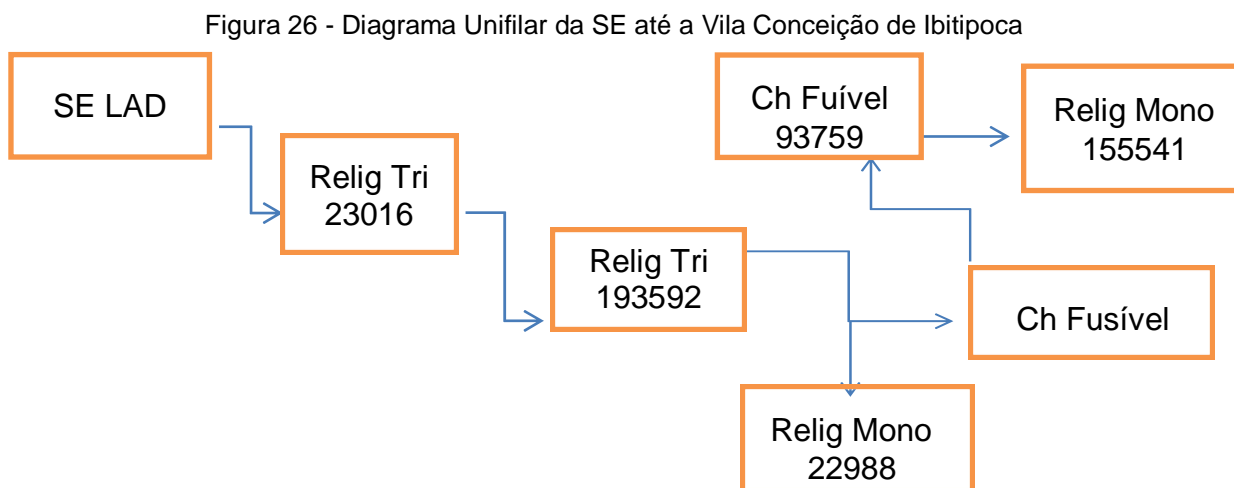 Figura 26 - Diagrama Unifilar da SE até a Vila Conceição de Ibitipoca
SE LAD
Relig Tri
23016
Relig Tri
193592
Ch Fuível
93759
Relig Mono
155541
Ch Fusível
Relig Mono
22988